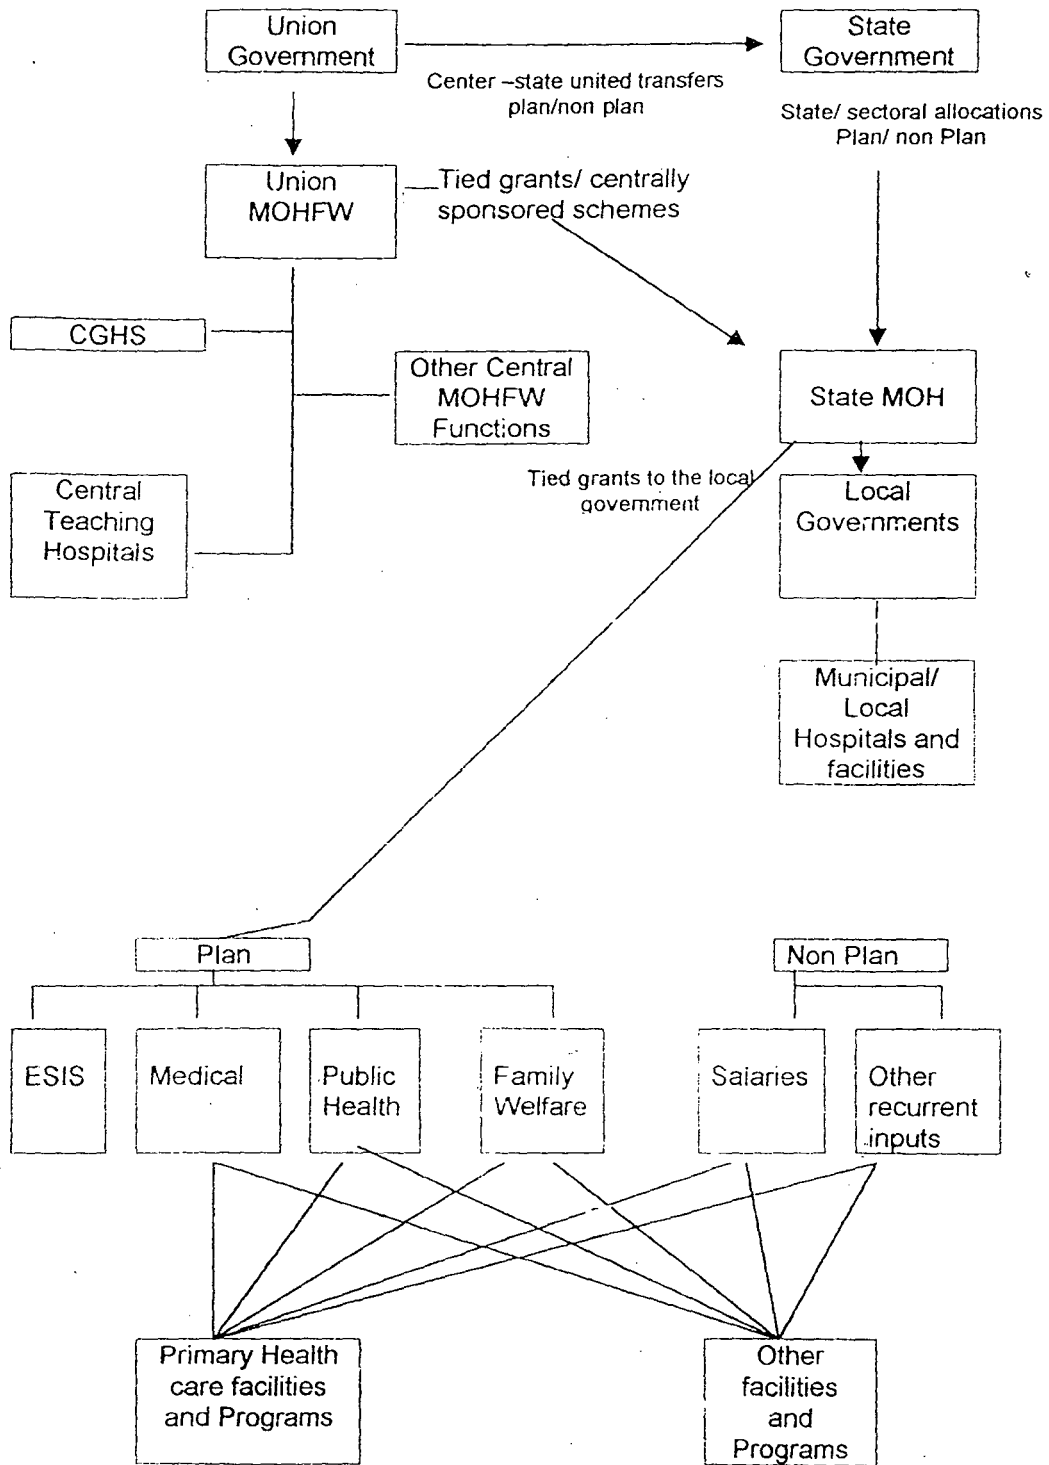 Union
Government
State
Government
Center –state united transfers
plan/non plan
State/ sectoral allocations
Plan/ non Plan
Union
MOHFW
Tied grants/ centrally
sponsored schemes
CGHS
Other Central
MOHFW
Functions
State MOH
Central
Teaching
Hospitals
Tied grants to the local
government
Local
Governments
Municipal/
Local
Hospitals and
facilities
Plan
Non Plan
ESIS
Medical
Public
Health
Family
Welfare
Salaries
Other
recurrent
inputs
Primary Health
care facilities
and Programs
Other
facilities
and
Programs